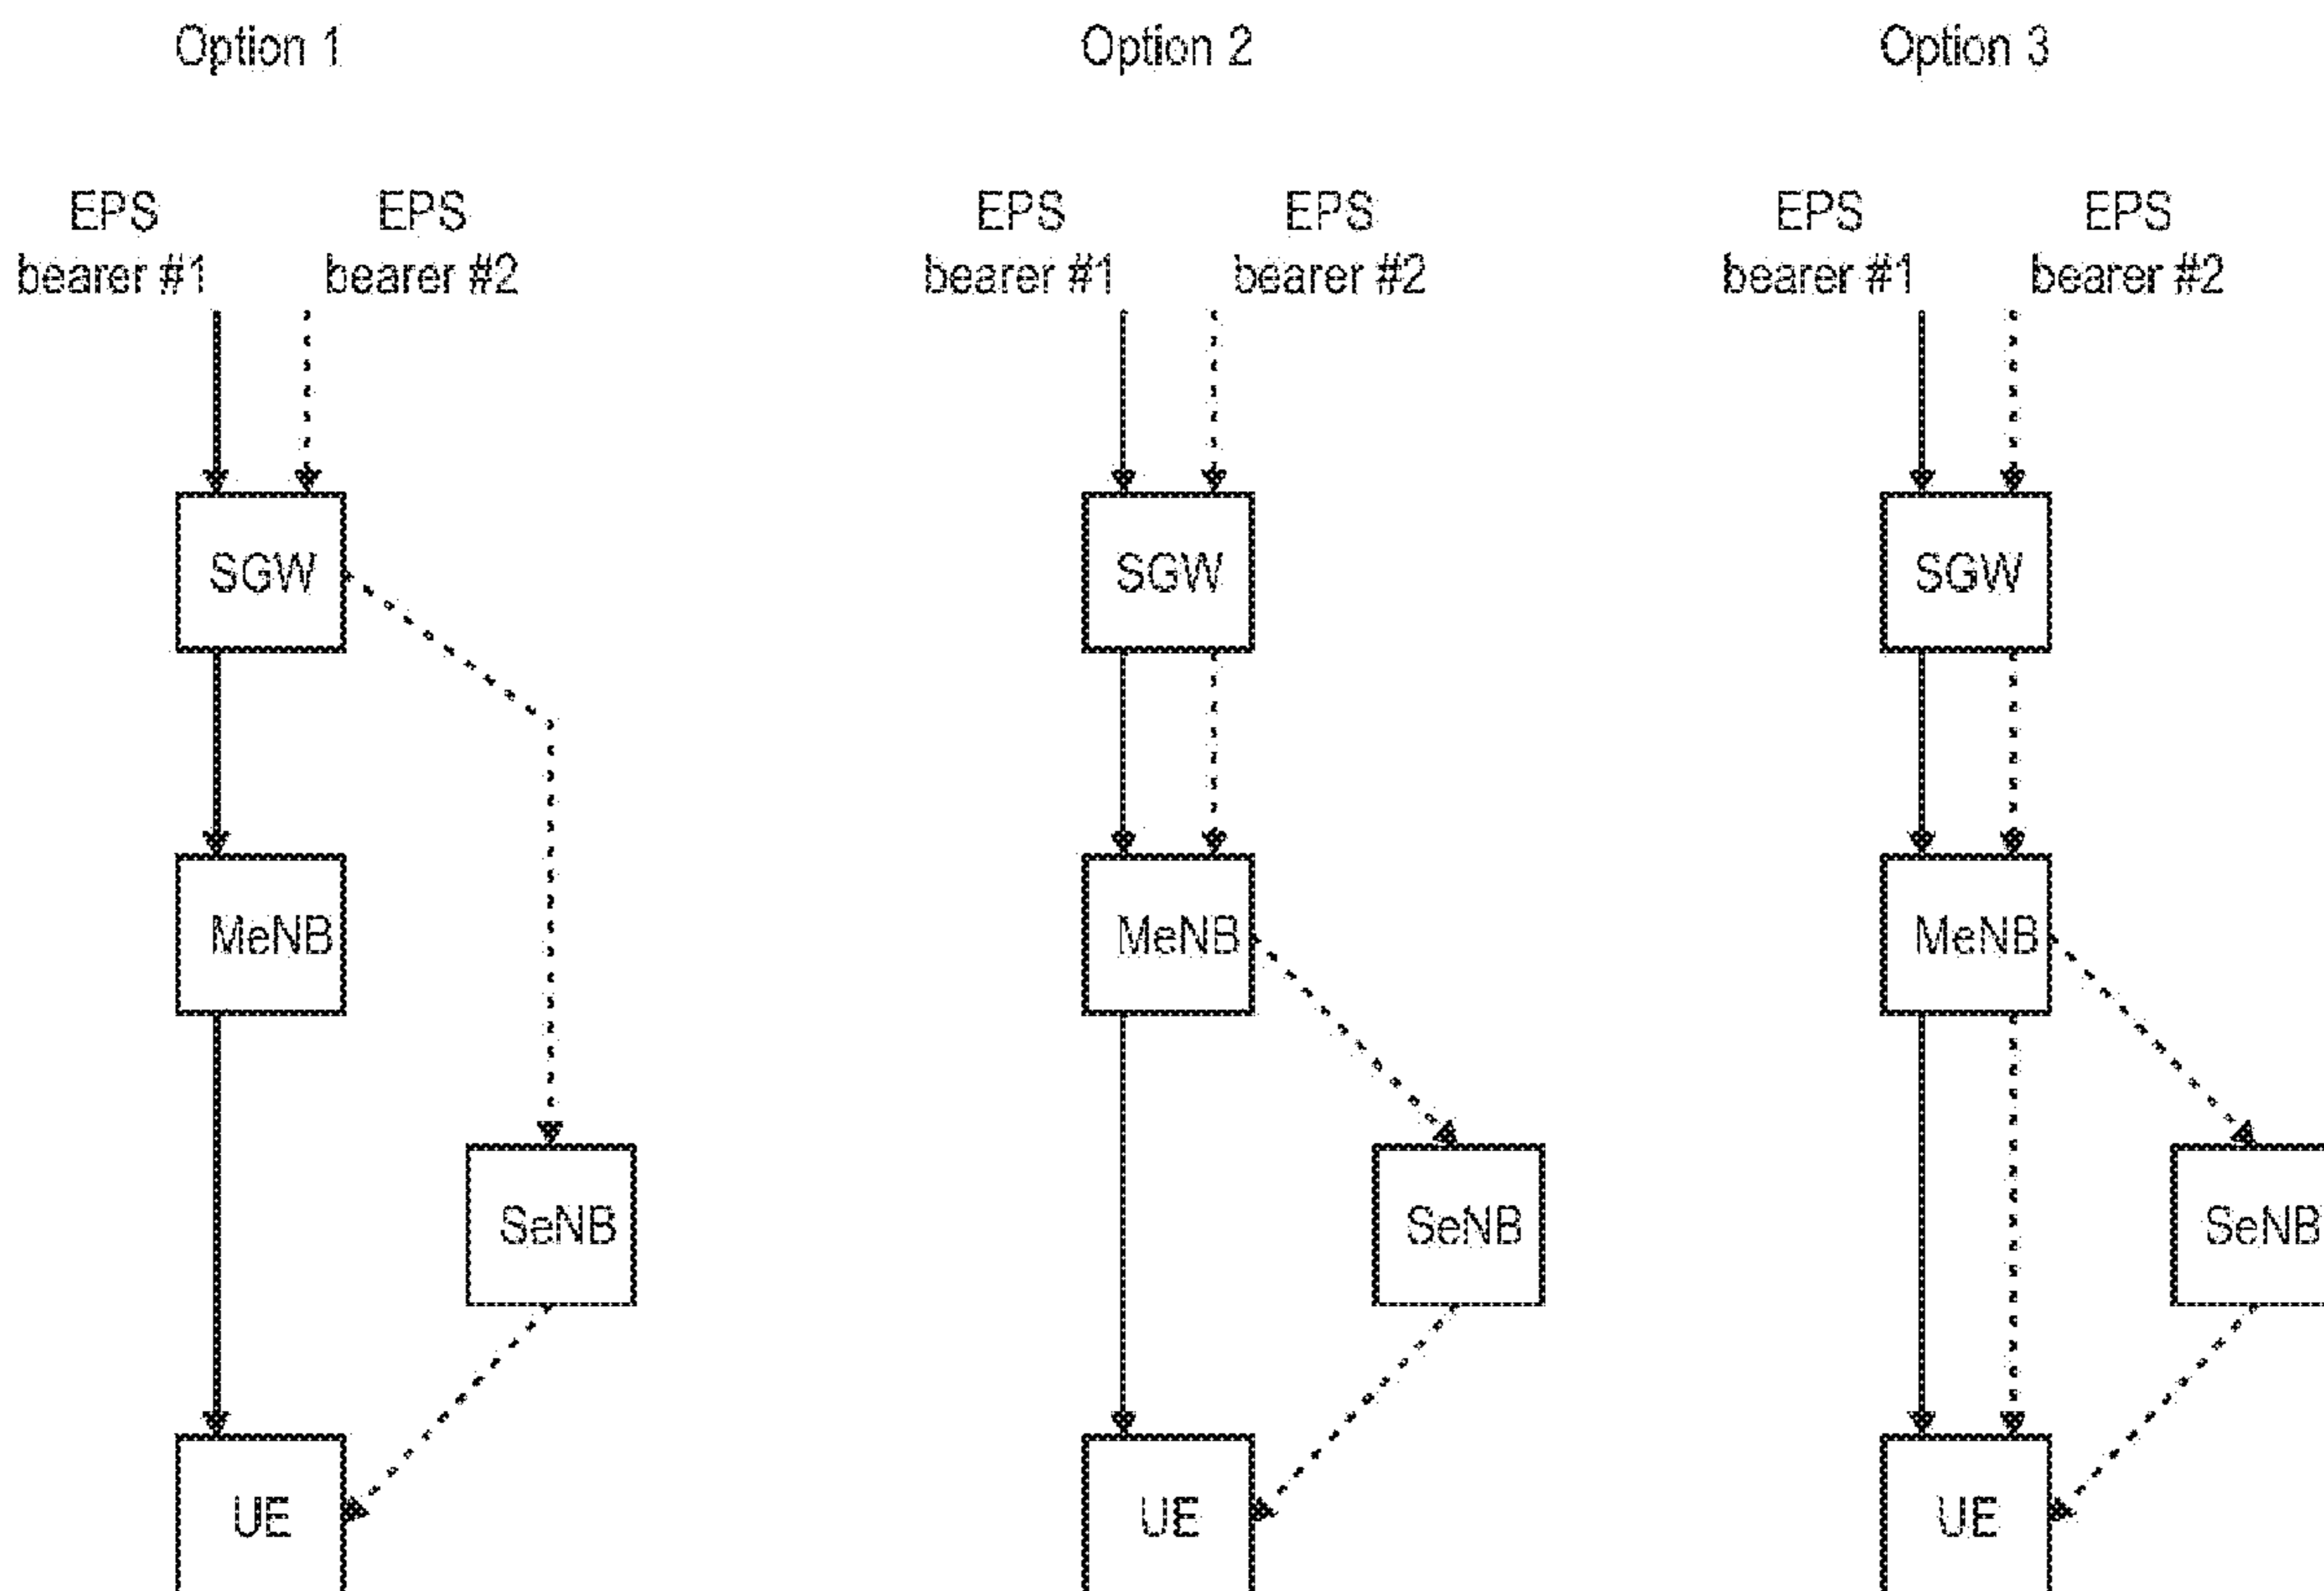 Option 1
Option 2
Option 3
EPS
bearer #1
EPS
bearer #2
EPS
bearer #1
EPS
bearer #2
EPS
bearer #1
EPS
bearer #2
SGW
SGW
SGW
MeNB
MeNB
MeNB
SeNB
SeNB
SeNB
UE
UE
UE